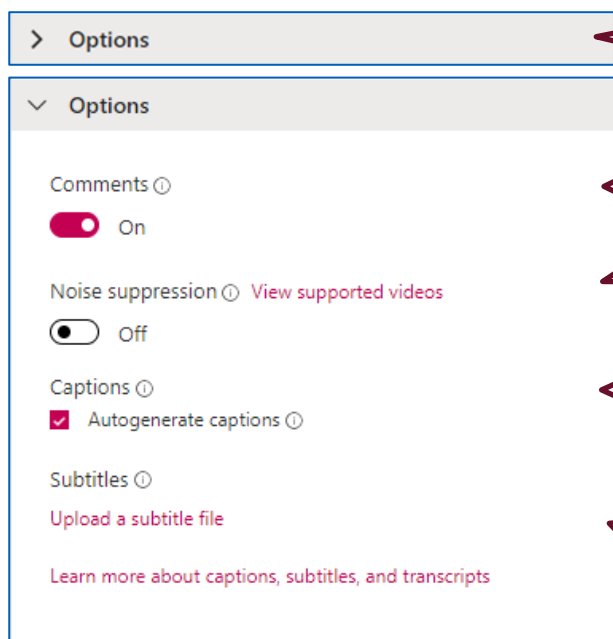 Options
Options
Comments
On
Noise suppression View supported videos
Off
Captions
Autogenerate captions
Subtitles
Upload a subtitle file
Learn more about captions, subtitles, and transcripts